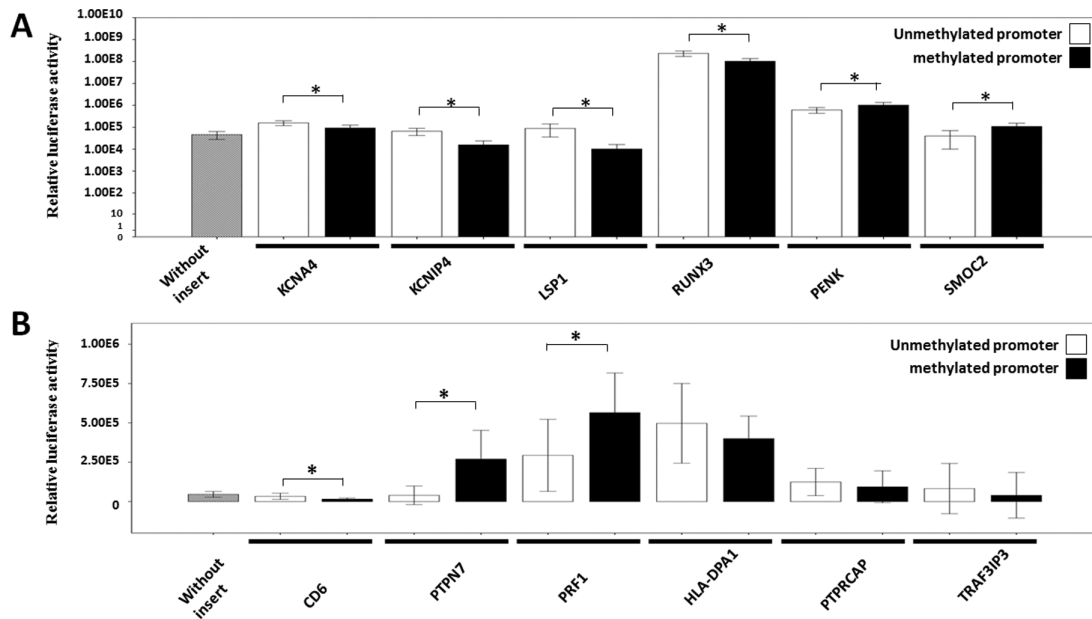 A
Relative luciferase activity
1.00E10
1.00E9
1.00E8
1.00E7
1.00E6
1.00E5
1.00E4
1.00E3
1.00E2
10
1
0
Unmethylated promoter
methylated promoter
*
*
*
*
*
*
Without
insert
KCNA4
KCNIP4
LSP1
RUNX3
PENK
SMOC2
B
Relative luciferase activity
1.00E6
7.50E5
5.00E5
2.50E5
0
Unmethylated promoter
methylated promoter
*
*
*
Without
insert
CD6
PTPN7
PRF1
HLA-DPA1
PTPRCAP
TRAF3IP3